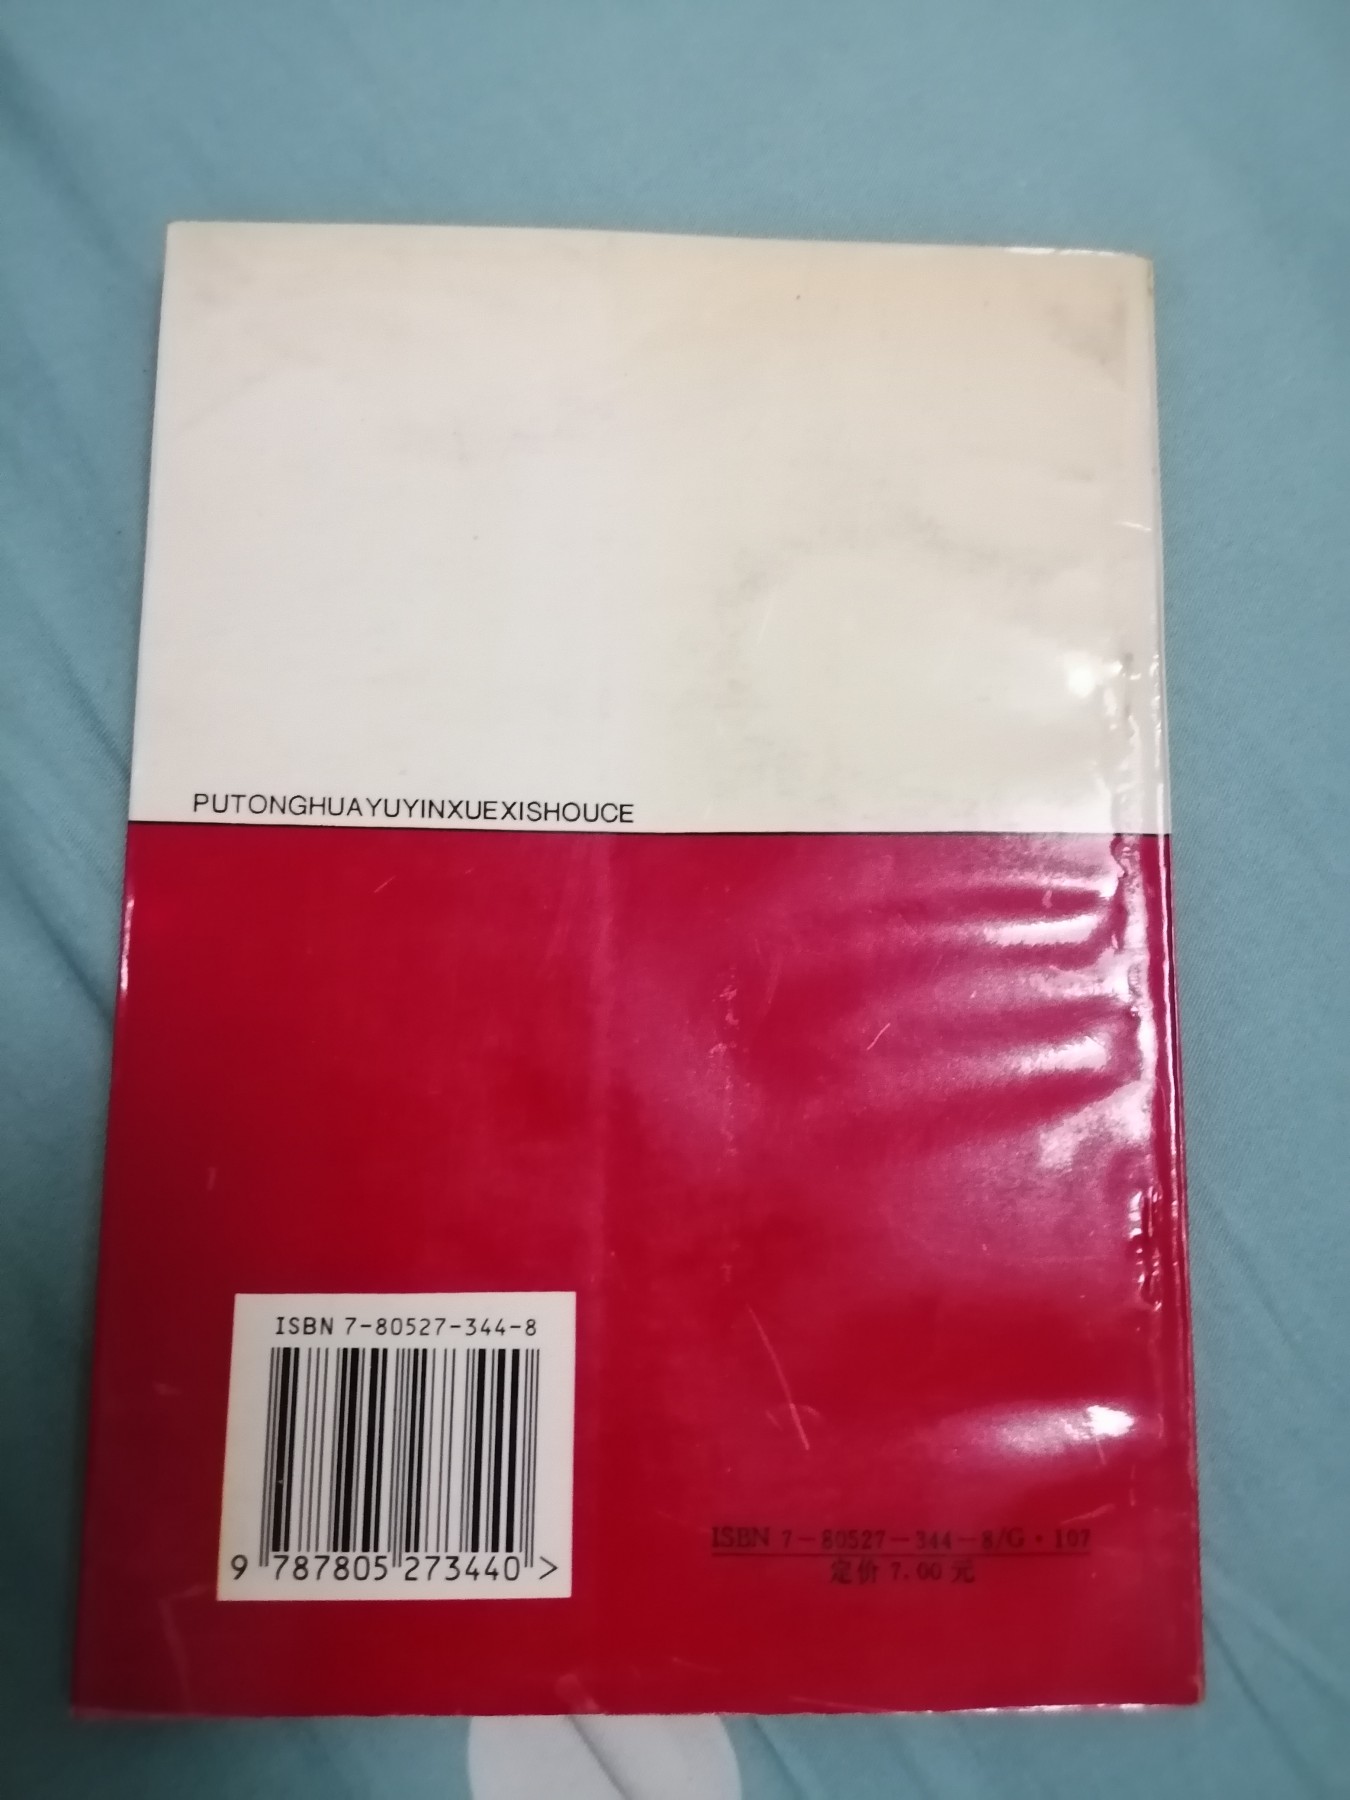 PUTONGHUAYUYINXUEXISHOUCE
ISBN 7-80527-344-8
9 787805 273440 >
ISBN 7-80527-344-8/G·107
定价 7.00 元